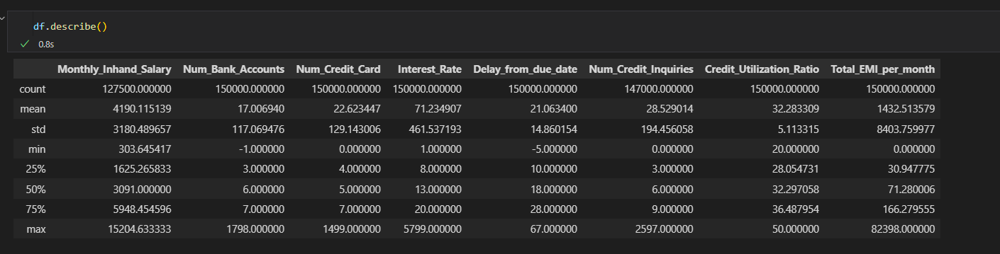 df.describe()
0.8s
Monthly_Inhand_Salary Num_Bank_Accounts Num_Credit_Card Interest_Rate Delay_from_due_date Num_Credit_Inquiries Credit_Utilization_Ratio Total_EMI_per_month
count 127500.000000 150000.000000 150000.000000 150000.000000 150000.000000 147000.000000 150000.000000 150000.000000
mean 4190.115139 17.006940 22.623447 71.234907 21.063400 28.529014 32.283309 1432.513579
std 3180.489657 117.069476 129.143006 461.537193 14.860154 194.456058 5.113315 8403.759977
min 303.645417 -1.000000 0.000000 1.000000 -5.000000 0.000000 20.000000 0.000000
25% 1625.265833 3.000000 4.000000 8.000000 10.000000 3.000000 28.054731 30.947775
50% 3091.000000 6.000000 5.000000 13.000000 18.000000 6.000000 32.297058 71.280006
75% 5948.454596 7.000000 7.000000 20.000000 28.000000 9.000000 36.487954 166.279555
max 15204.633333 1798.000000 1499.000000 5799.000000 67.000000 2597.000000 50.000000 82398.000000